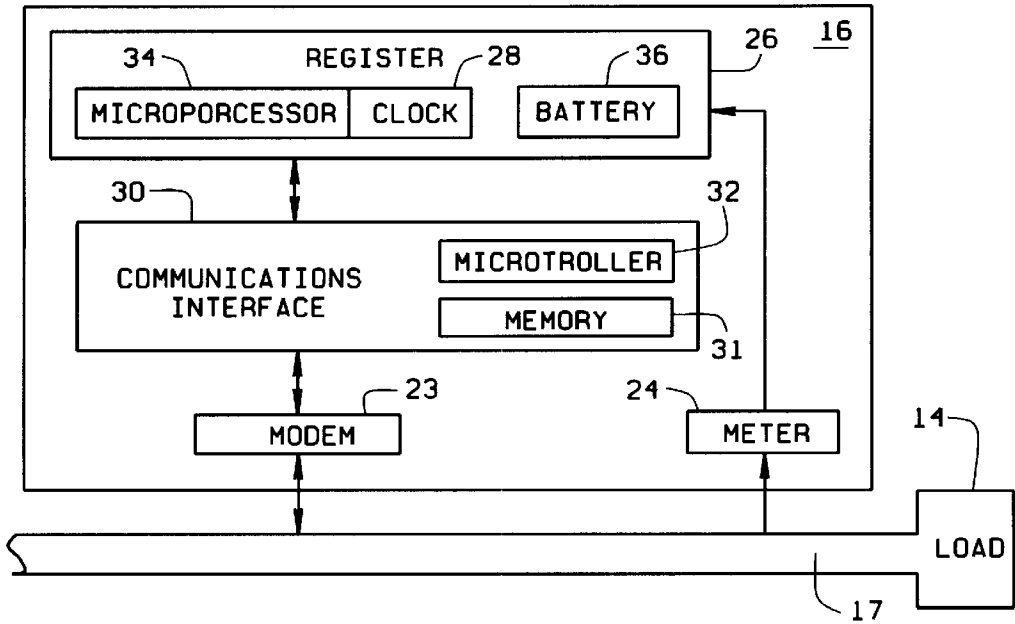 16
26
34
REGISTER
28
36
MICROPORCESSOR
CLOCK
BATTERY
30
32
COMMUNICATIONS
INTERFACE
MICROTROLLER
MEMORY
31
23
24
14
MODEM
METER
LOAD
17